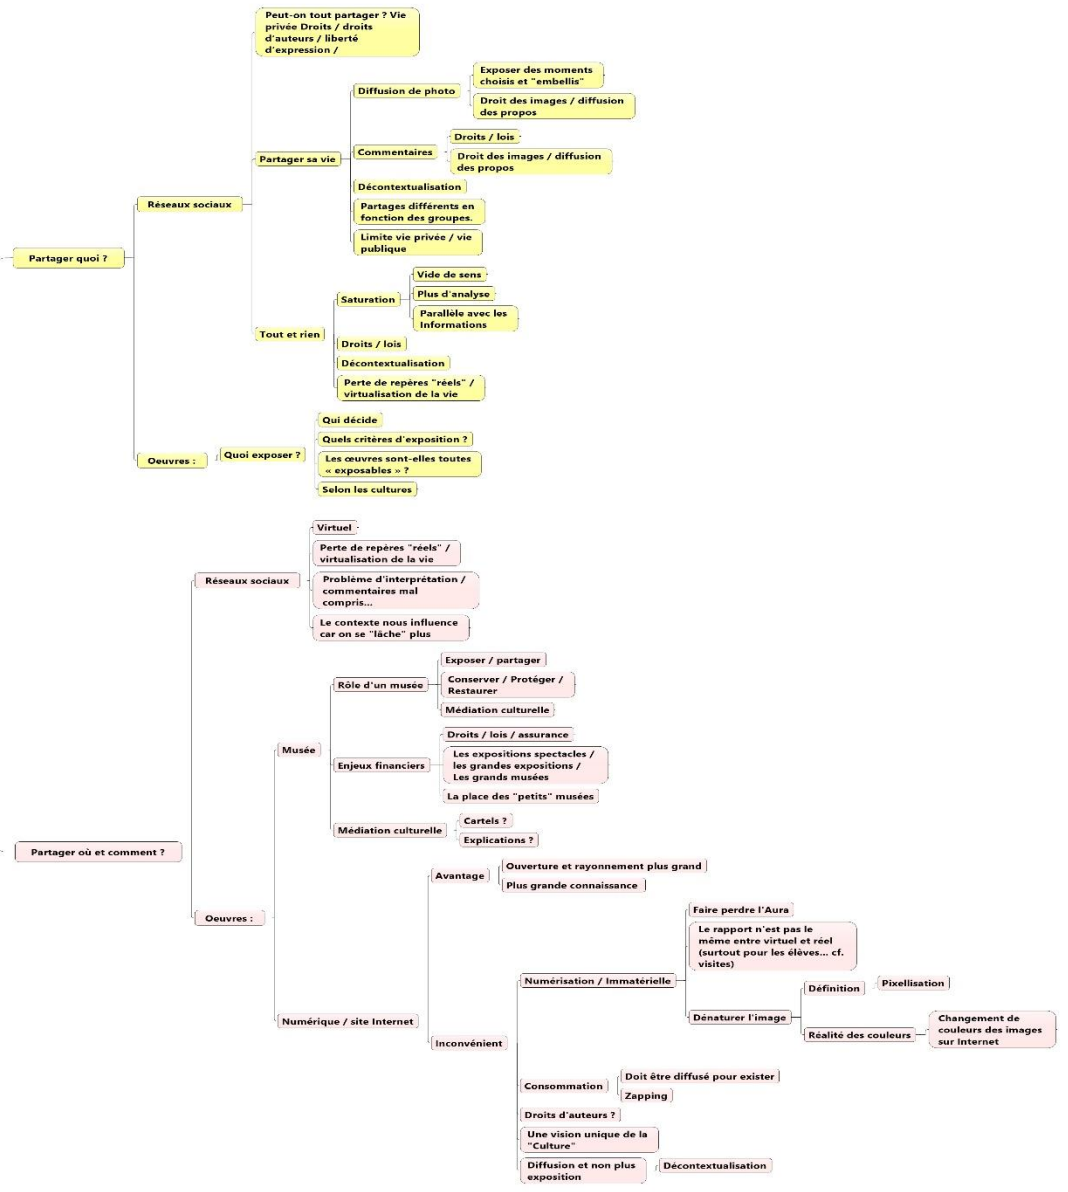 Partager quoi ?
Réseaux sociaux
Peut-on tout partager ? Vie
privée Droits / droits
d'auteurs / liberté
d'expression /
Partager sa vie
Diffusion de photo
Exposer des moments
choisis et "embellis"
Droit des images / diffusion
des propos
Commentaires
Droits / lois
Droit des images / diffusion
des propos
Décontextualisation
Partages différents en
fonction des groupes.
Limite vie privée / vie
publique
Tout et rien
Saturation
Vide de sens
Plus d'analyse
Parallèle avec les
Informations
Droits / lois
Décontextualisation
Perte de repères "réels" /
virtualisation de la vie
Oeuvres :
Quoi exposer ?
Qui décide
Quels critères d'exposition ?
Les œuvres sont-elles toutes
« exposables » ?
Selon les cultures
Partager où et comment ?
Réseaux sociaux
Virtuel
Perte de repères "réels" /
virtualisation de la vie
Problème d'interprétation /
commentaires mal
compris...
Le contexte nous influence
car on se "lâche" plus
Oeuvres :
Musée
Rôle d'un musée
Exposer / partager
Conserver / Protéger /
Restaurer
Médiation culturelle
Enjeux financiers
Droits / lois / assurance
Les expositions spectacles /
les grandes expositions /
Les grands musées
La place des "petits" musées
Médiation culturelle
Cartels ?
Explications ?
Numérique / site Internet
Avantage
Ouverture et rayonnement plus grand
Plus grande connaissance
Inconvénient
Numérisation / Immatérielle
Faire perdre l'Aura
Le rapport n'est pas le
même entre virtuel et réel
(surtout pour les élèves... cf.
visites)
Dénaturer l'image
Définition
Pixellisation
Réalité des couleurs
Changement de
couleurs des images
sur Internet
Consommation
Doit être diffusé pour exister
Zapping
Droits d'auteurs ?
Une vision unique de la
"Culture"
Diffusion et non plus
exposition
Décontextualisation